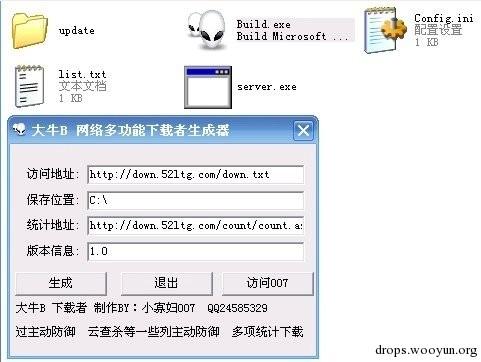 update
Build.exe
Build Microsoft ...
Config.ini
配置设置
1 KB
list.txt
文本文档
1 KB
server.exe
大牛B 网络多功能下载者生成器
访问地址: http://down.52ltg.com/down.txt
保存位置: C:\
统计地址: http://down.52ltg.com/count/count.as
版本信息: 1.0
生成 退出 访问007
大牛B 下载者 制作BY：小寡妇007 QQ24585329
过主动防御 云查杀等一些列主动防御 多项统计下载
drops.wooyun.org